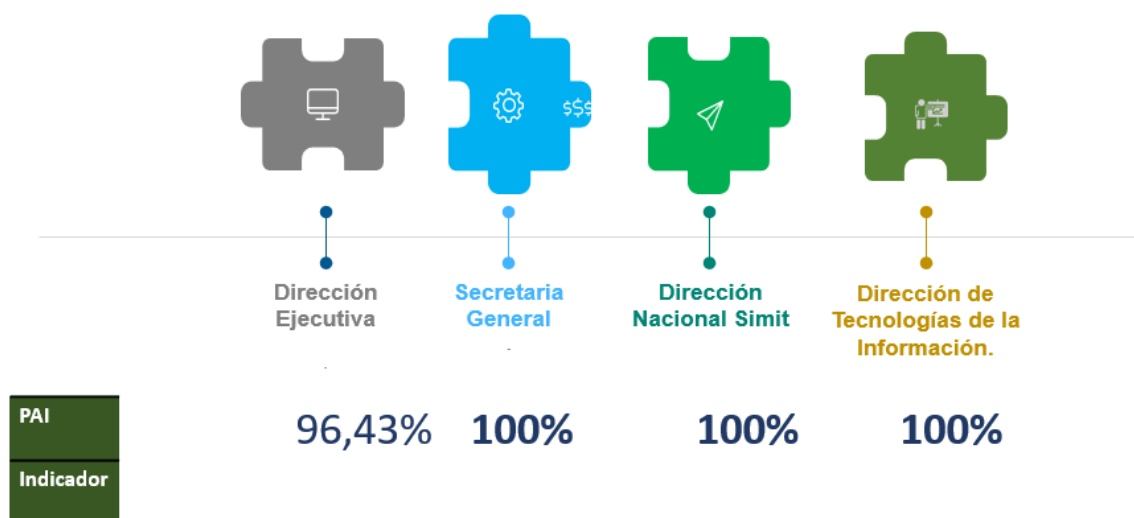 $$$
Dirección
Ejecutiva
Secretaria
General
Dirección
Nacional Simit
Dirección de
Tecnologías de la
Información.
PAI
96,43%
100%
100%
100%
Indicador